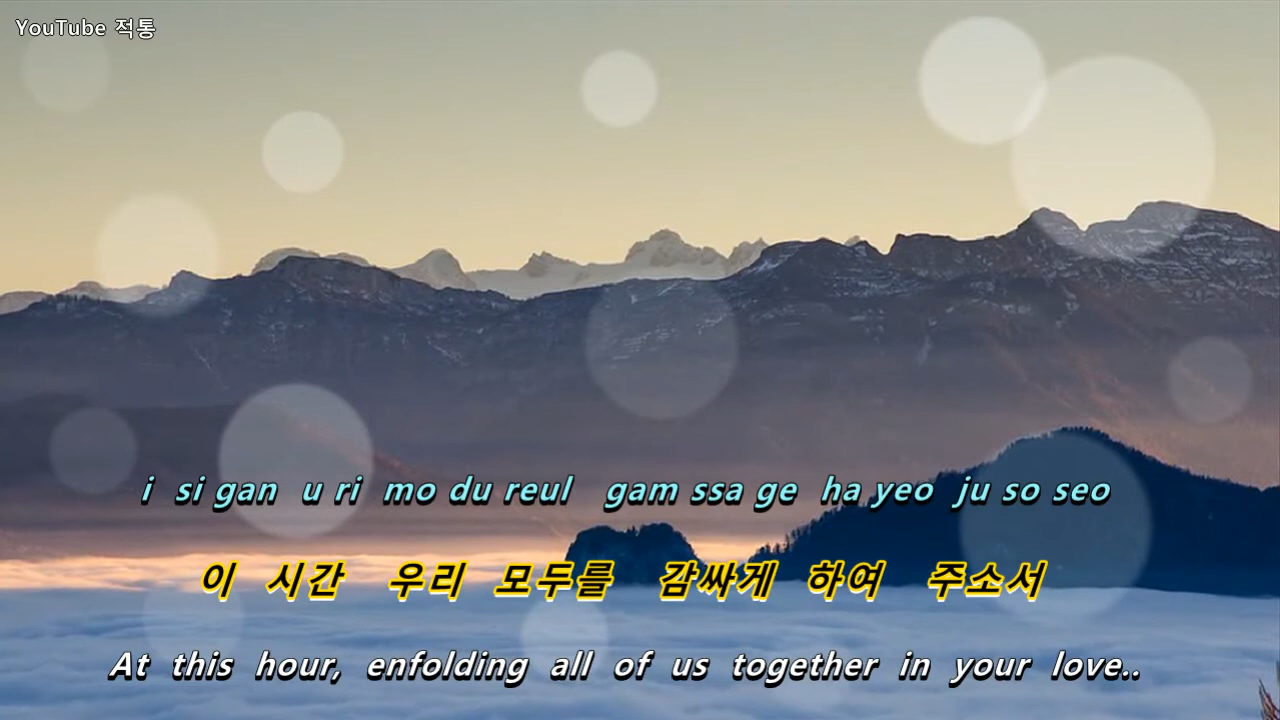 YouTube 적통
i si gan u ri mo du reul gam ssa ge ha yeo ju so seo
이 시간 우리 모두를 감싸게 하여 주소서
At this hour, enfolding all of us together in your love..